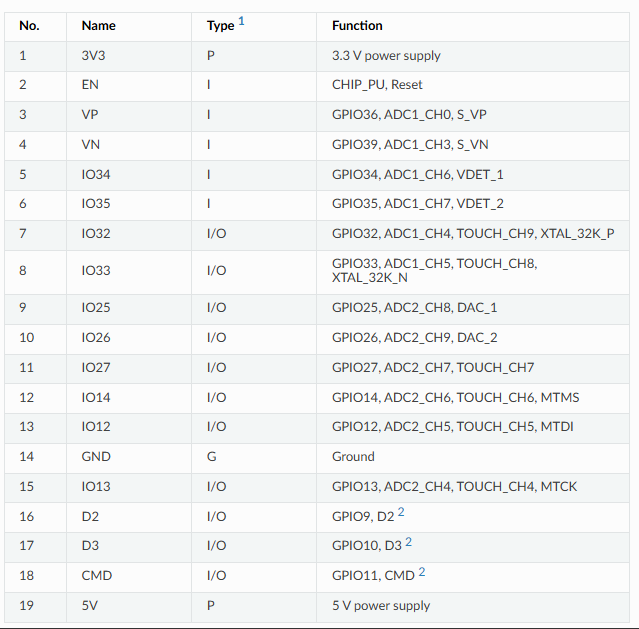 No. Name Type 1 Function
1 3V3 P 3.3 V power supply
2 EN I CHIP_PU, Reset
3 VP I GPIO36, ADC1_CH0, S_VP
4 VN I GPIO39, ADC1_CH3, S_VN
5 IO34 I GPIO34, ADC1_CH6, VDET_1
6 IO35 I GPIO35, ADC1_CH7, VDET_2
7 IO32 I/O GPIO32, ADC1_CH4, TOUCH_CH9, XTAL_32K_P
8 IO33 I/O GPIO33, ADC1_CH5, TOUCH_CH8,
XTAL_32K_N
9 IO25 I/O GPIO25, ADC2_CH8, DAC_1
10 IO26 I/O GPIO26, ADC2_CH9, DAC_2
11 IO27 I/O GPIO27, ADC2_CH7, TOUCH_CH7
12 IO14 I/O GPIO14, ADC2_CH6, TOUCH_CH6, MTMS
13 IO12 I/O GPIO12, ADC2_CH5, TOUCH_CH5, MTDI
14 GND G Ground
15 IO13 I/O GPIO13, ADC2_CH4, TOUCH_CH4, MTCK
16 D2 I/O GPIO9, D2 2
17 D3 I/O GPIO10, D3 2
18 CMD I/O GPIO11, CMD 2
19 5V P 5 V power supply